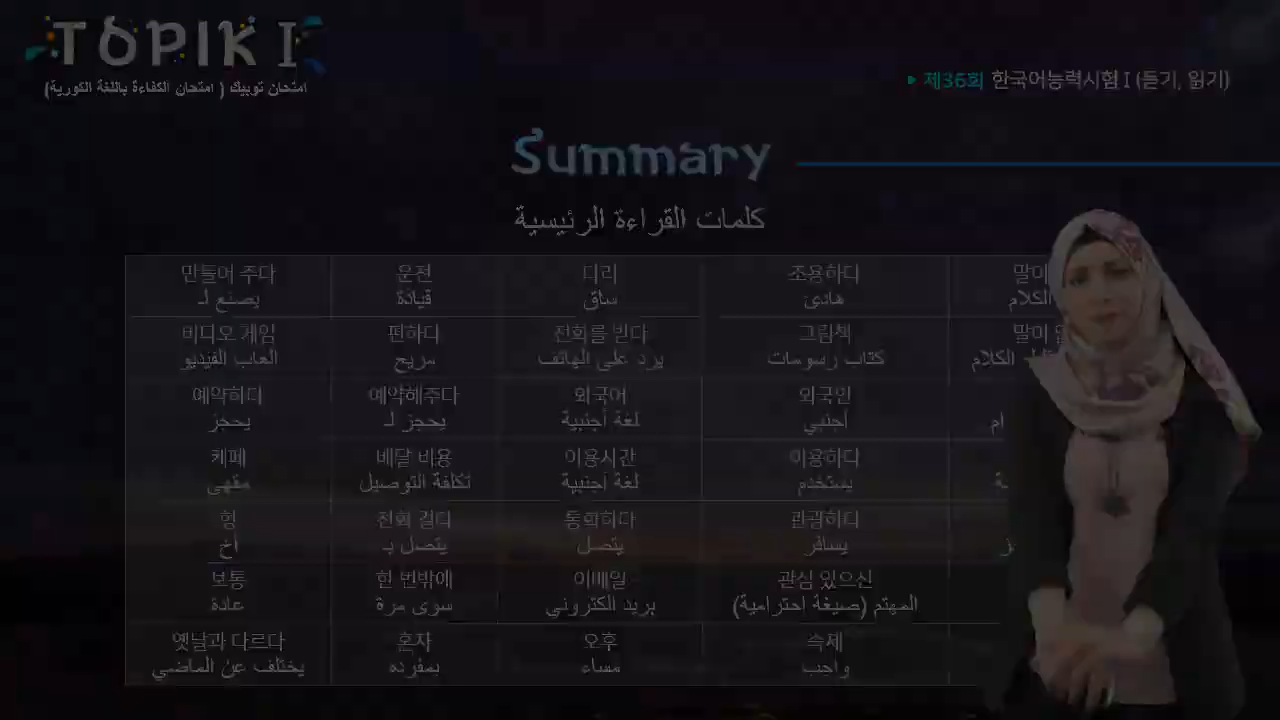 TOPIK I
امتحان توبيك ( امتحان الكفاءة باللغة الكورية)
제36회 한국어능력시험 I (듣기, 읽기)
Summary
كلمات القراءة الرئيسية
만들어 주다 운전 다리 조용하다 말이
يصنع لـ قيادة ساق هادئ الكلام
비디오 게임 편하다 전화를 받다 그림책 말이
العاب الفيديو مريح يرد على الهاتف كتاب رسومات الكلام
예약하다 예약해주다 외국어 외국인
يحجز يحجز لـ لغة أجنبية أجنبي
카페 배달 비용 이용시간 이용하다
مقهى تكلفة التوصيل لغة أجنبية يستخدم
형 전화 걸다 통화하다 관광하다
أخ يتصل بـ يتصل يسافر
보통 한 번밖에 이메일 관심 있으신
عادة سوى مرة بريد الكتروني المهتم (صيغة احترامية)
옛날과 다르다 혼자 오후 숙제
يختلف عن الماضي بمفرده مساء واجب